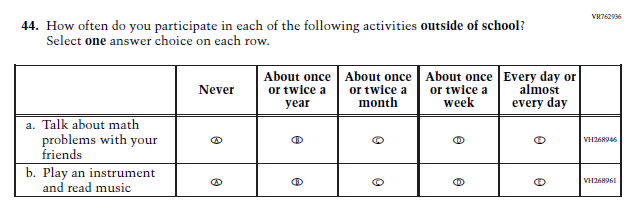 VR762936
44. How often do you participate in each of the following activities outside of school?
Select one answer choice on each row.
Never
About once or twice a year
About once or twice a month
About once or twice a week
Every day or almost every day
a. Talk about math
problems with your
friends
A B C D E VH268946
b. Play an instrument
and read music
A B C D E VH268961